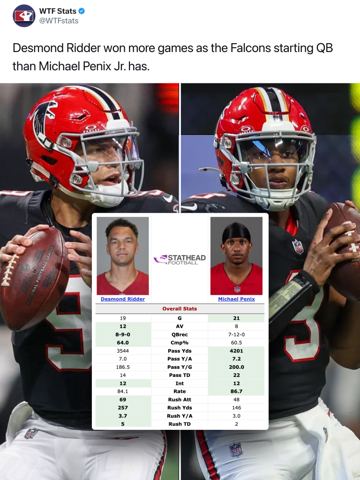 WTF Stats
@WTFstats
Desmond Ridder won more games as the Falcons starting QB
than Michael Penix Jr. has.
STATHEAD
FOOTBALL
Desmond Ridder Michael Penix
Overall Stats
19 G 21
12 AV 8
8-9-0 QBrec 7-12-0
64.0 Cmp% 60.5
3544 Pass Yds 4201
7.0 Pass Y/A 7.2
186.5 Pass Y/G 200.0
14 Pass TD 22
12 Int 12
84.1 Rate 86.7
69 Rush Att 48
257 Rush Yds 146
3.7 Rush Y/A 3.0
5 Rush TD 2